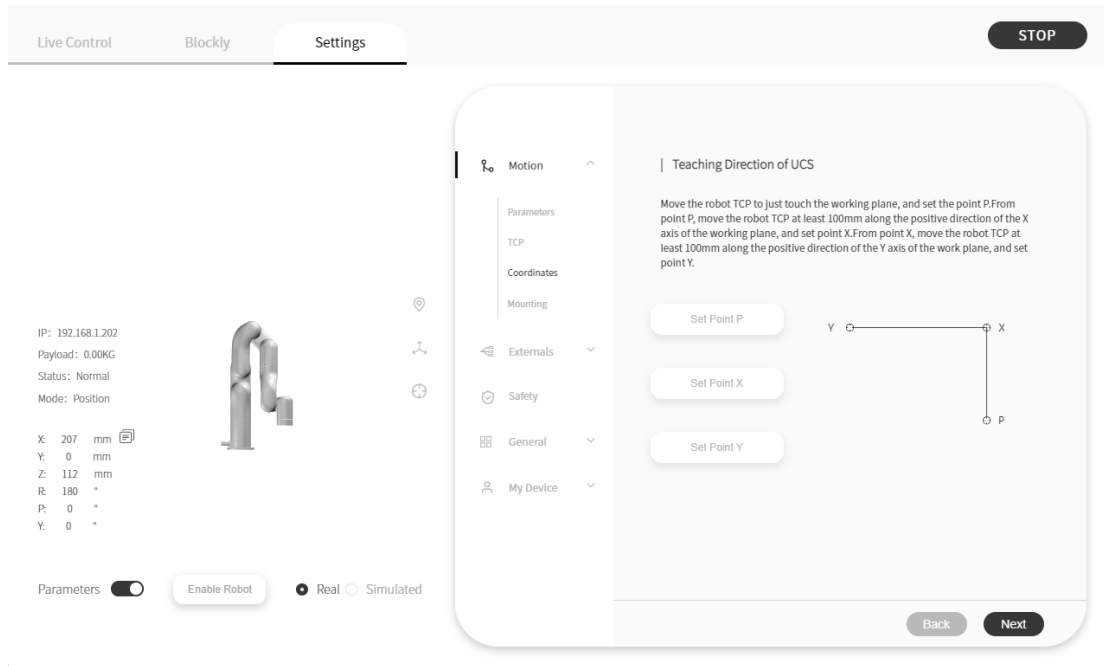 Live Control
Blockly
Settings
STOP
IP: 192.168.1.202
Payload: 0.00KG
Status: Normal
Mode: Position
X: 207 mm
Y: 0 mm
Z: 112 mm
R: 180 °
P: 0 °
Y: 0 °
Parameters
Enable Robot
Real
Simulated
Motion
Parameters
TCP
Coordinates
Mounting
Externals
Safety
General
My Device
| Teaching Direction of UCS
Move the robot TCP to just touch the working plane, and set the point P.From
point P, move the robot TCP at least 100mm along the positive direction of the X
axis of the working plane, and set point X.From point X, move the robot TCP at
least 100mm along the positive direction of the Y axis of the work plane, and set
point Y.
Set Point P
Set Point X
Set Point Y
Y X
P
Back
Next